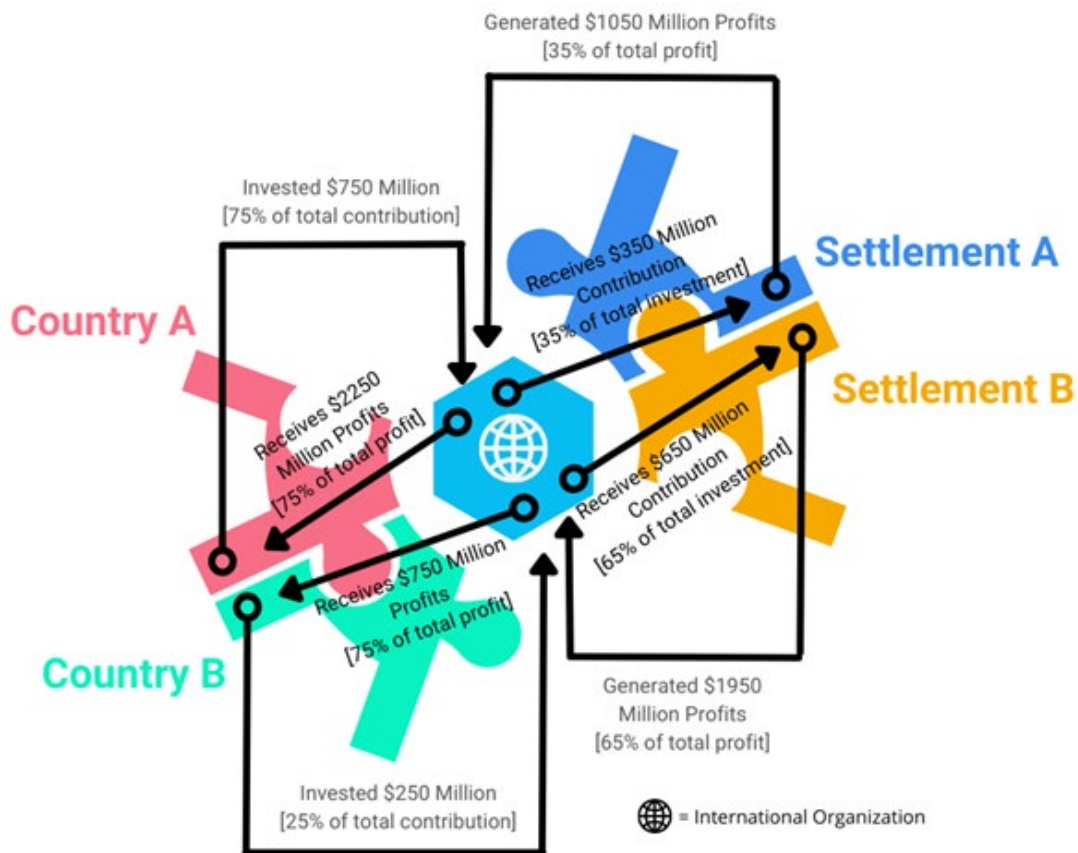 Generated $1050 Million Profits
[35% of total profit]
Invested $750 Million
[75% of total contribution]
Settlement A
Receives $350 Million
Contribution
[35% of total Investment]
Country A
Settlement B
Receives $2250
Million Profits
[75% of total profit]
Receives $650 Million
Contribution
[65% of total investment]
Receives $750 Million
Profits
[75% of total profit]
Country B
Generated $1950
Million Profits
[65% of total profit]
Invested $250 Million
[25% of total contribution]
= International Organization